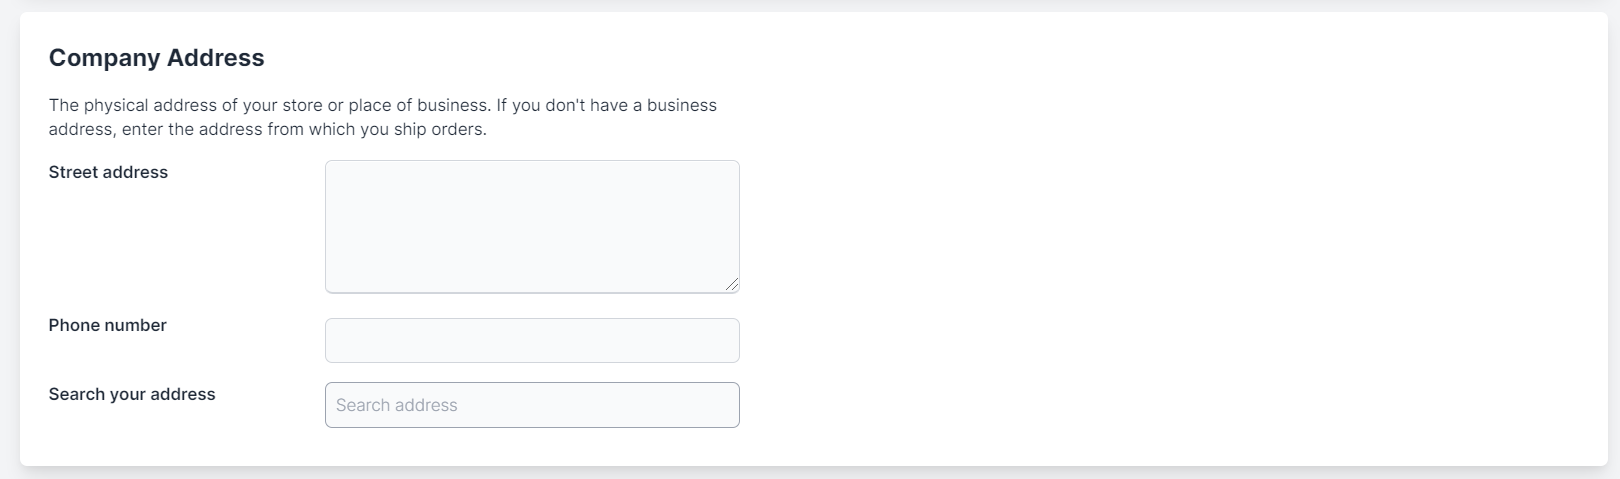 Company Address
The physical address of your store or place of business. If you don't have a business
address, enter the address from which you ship orders.
Street address
Phone number
Search your address
Search address